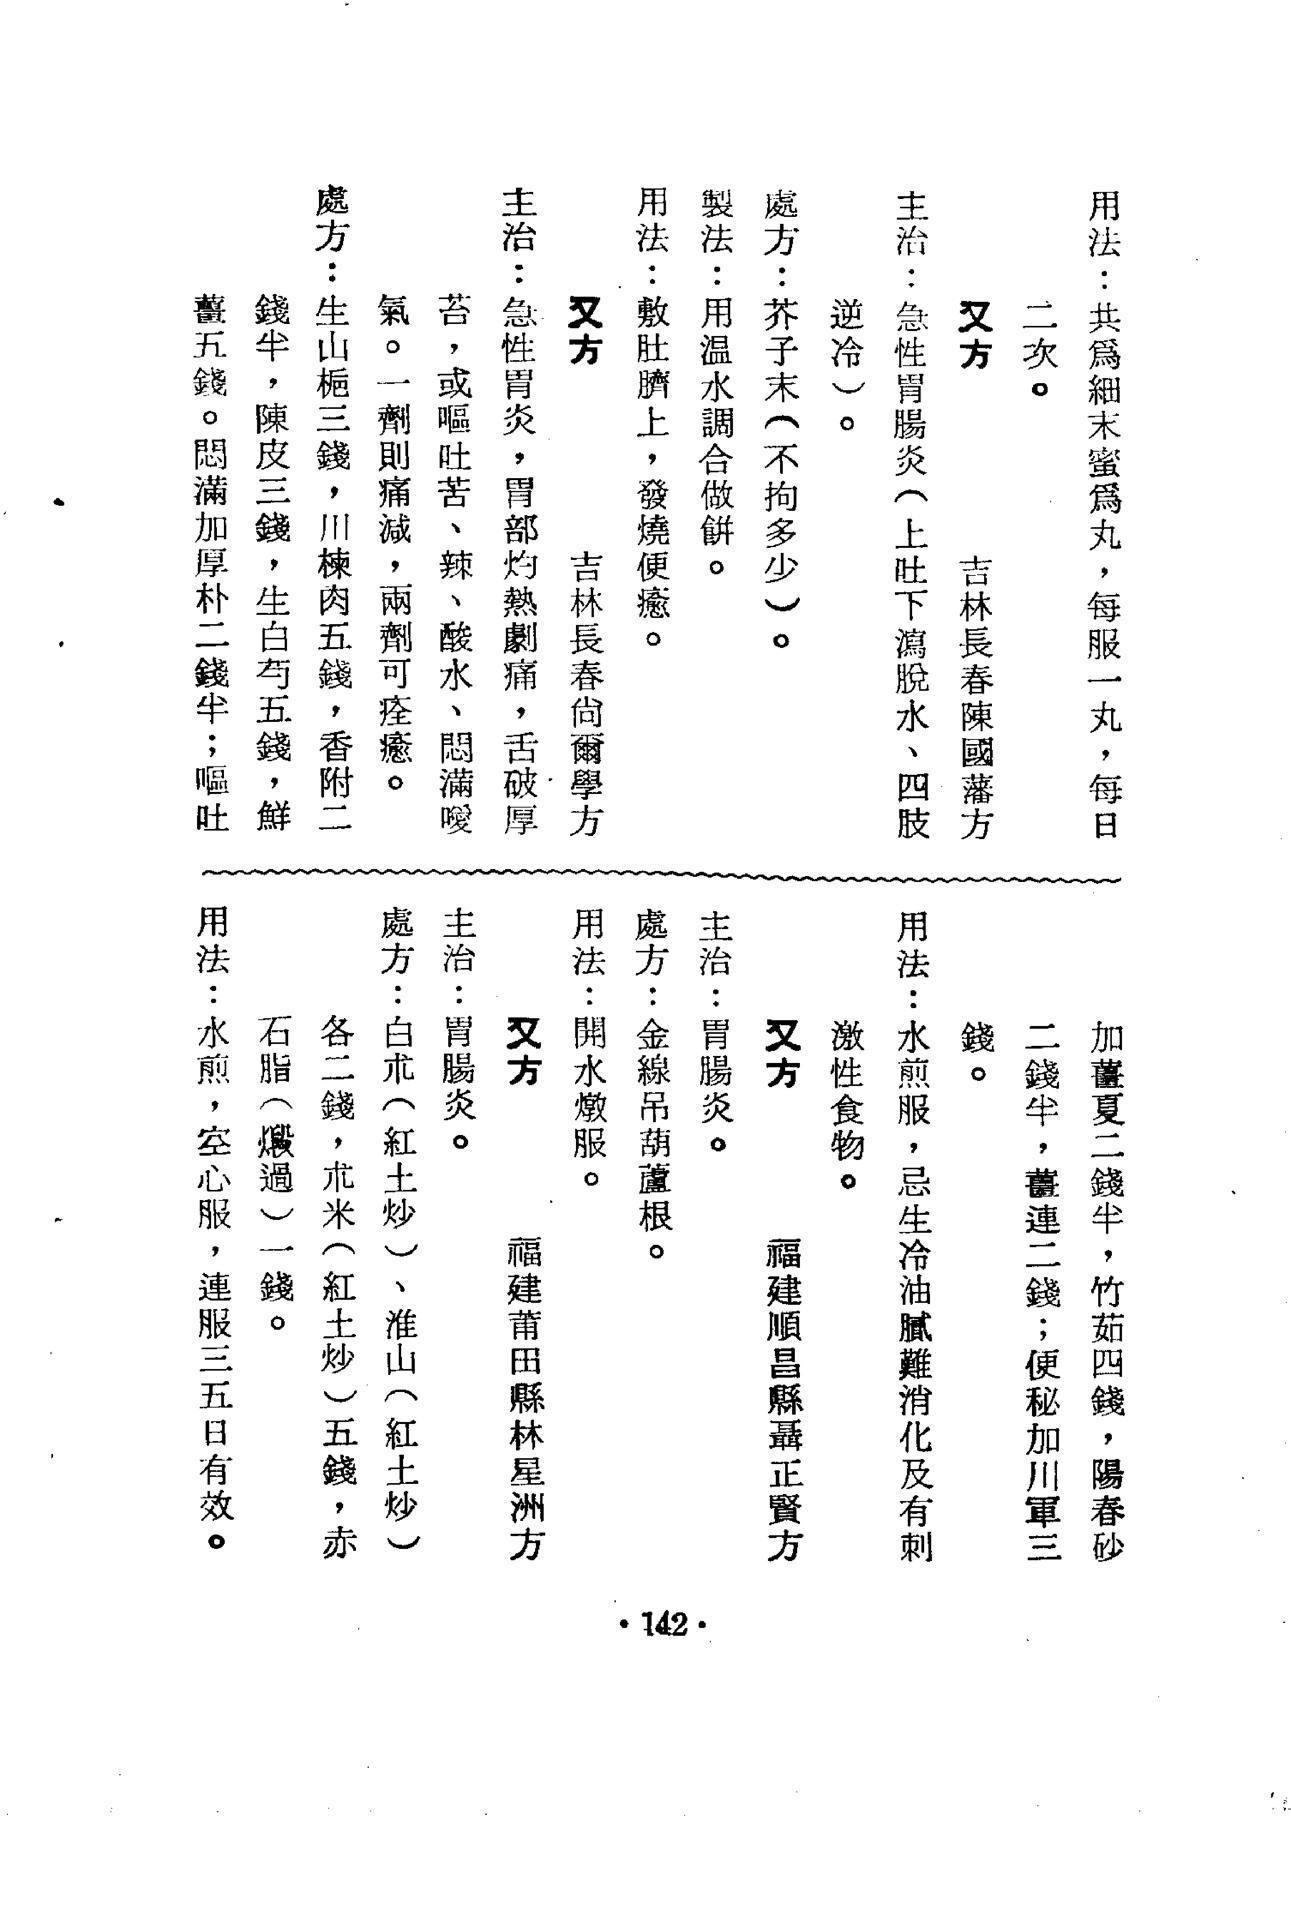 用法：共爲細末蜜爲丸，每服一丸，每日
二次。
又方　吉林長春陳國藩方
主治：急性胃腸炎（上吐下瀉脫水、四肢
逆冷）。
處方：芥子末（不拘多少）。
製法：用温水調合做餠。
用法：敷肚臍上，發燒便癒。
又方　吉林長春尙爾學方
主治：急性胃炎，胃部灼熱劇痛，舌破厚
苔，或嘔吐苦、辣、酸水、悶滿噯
氣。一劑則痛減，兩劑可痊癒。
處方：生山梔三錢，川楝肉五錢，香附二
錢半，陳皮三錢，生白芍五錢，鮮
薑五錢。悶滿加厚朴二錢半；嘔吐
加薑夏二錢半，竹茹四錢，陽春砂
二錢半，薑連二錢；便秘加川軍三
錢。
用法：水煎服，忌生冷油膩難消化及有刺
激性食物。
又方　福建順昌縣聶正賢方
主治：胃腸炎。
處方：金線吊葫蘆根。
用法：開水燉服。
又方　福建莆田縣林星洲方
主治：胃腸炎。
處方：白朮（紅土炒）、淮山（紅土炒）
各二錢，朮米（紅土炒）五錢，赤
石脂（煅過）一錢。
用法：水煎，空心服，連服三五日有效。
·142·